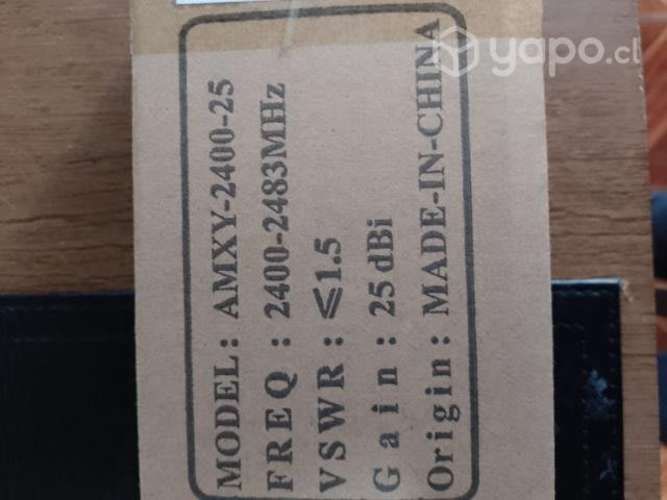 yapo.cl
MODEL: AMXY-2400-25
FREQ : 2400-2483MHz
VSWR : ≤1.5
Gain : 25 dBi
Origin: MADE-IN-CHINA